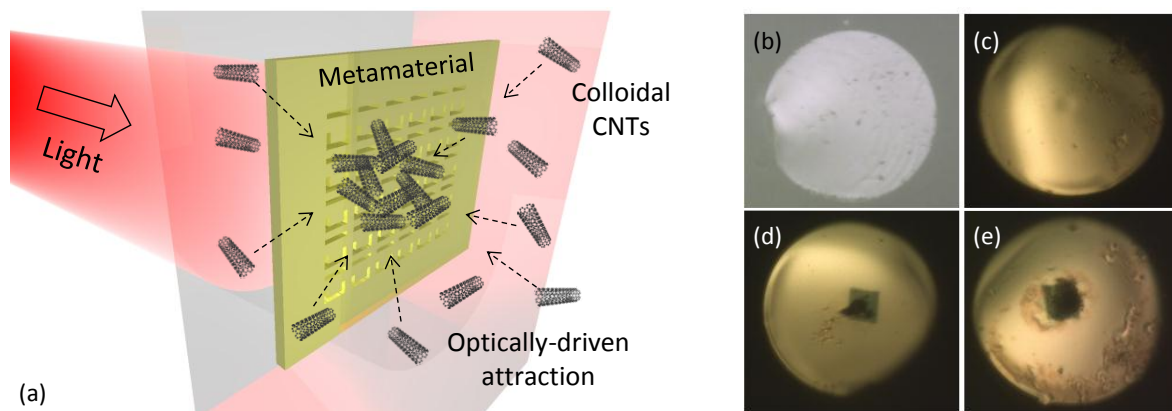 Metamaterial
Light
Colloidal
CNTs
Optically-driven
attraction
(a)
(b)
(c)
(d)
(e)